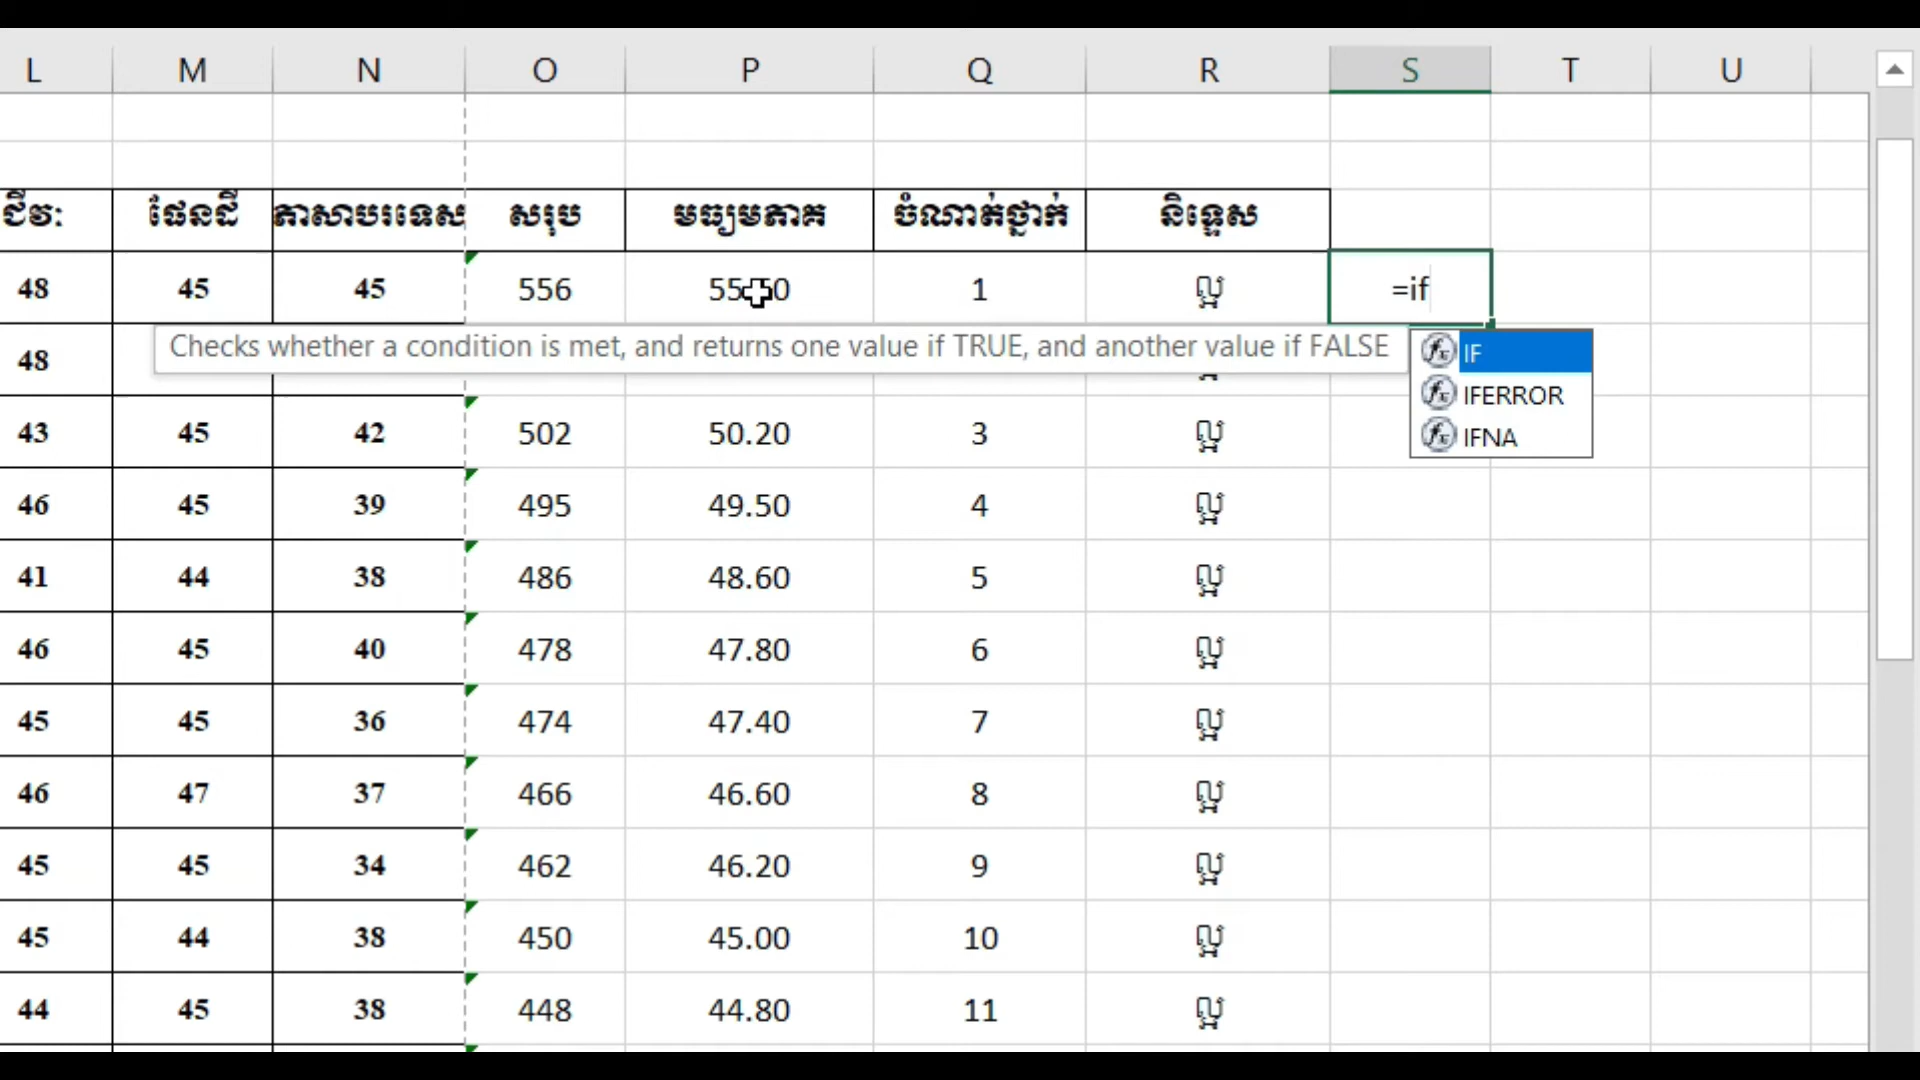 L M N O P Q R S T U
ជីវៈ ផែនដី ភាសាបរទេស សរុប មធ្យមភាគ ចំណាត់ថ្នាក់ និទ្ទេស
48 45 45 556 1 ល្អ =if
Checks whether a condition is met, and returns one value if TRUE, and another value if FALSE
IF
48
IFERROR
43 45 42 502 50.20 3 ល្អ IFNA
46 45 39 495 49.50 4 ល្អ
41 44 38 486 48.60 5 ល្អ
46 45 40 478 47.80 6 ល្អ
45 45 36 474 47.40 7 ល្អ
46 47 37 466 46.60 8 ល្អ
45 45 34 462 46.20 9 ល្អ
45 44 38 450 45.00 10 ល្អ
44 45 38 448 44.80 11 ល្អ